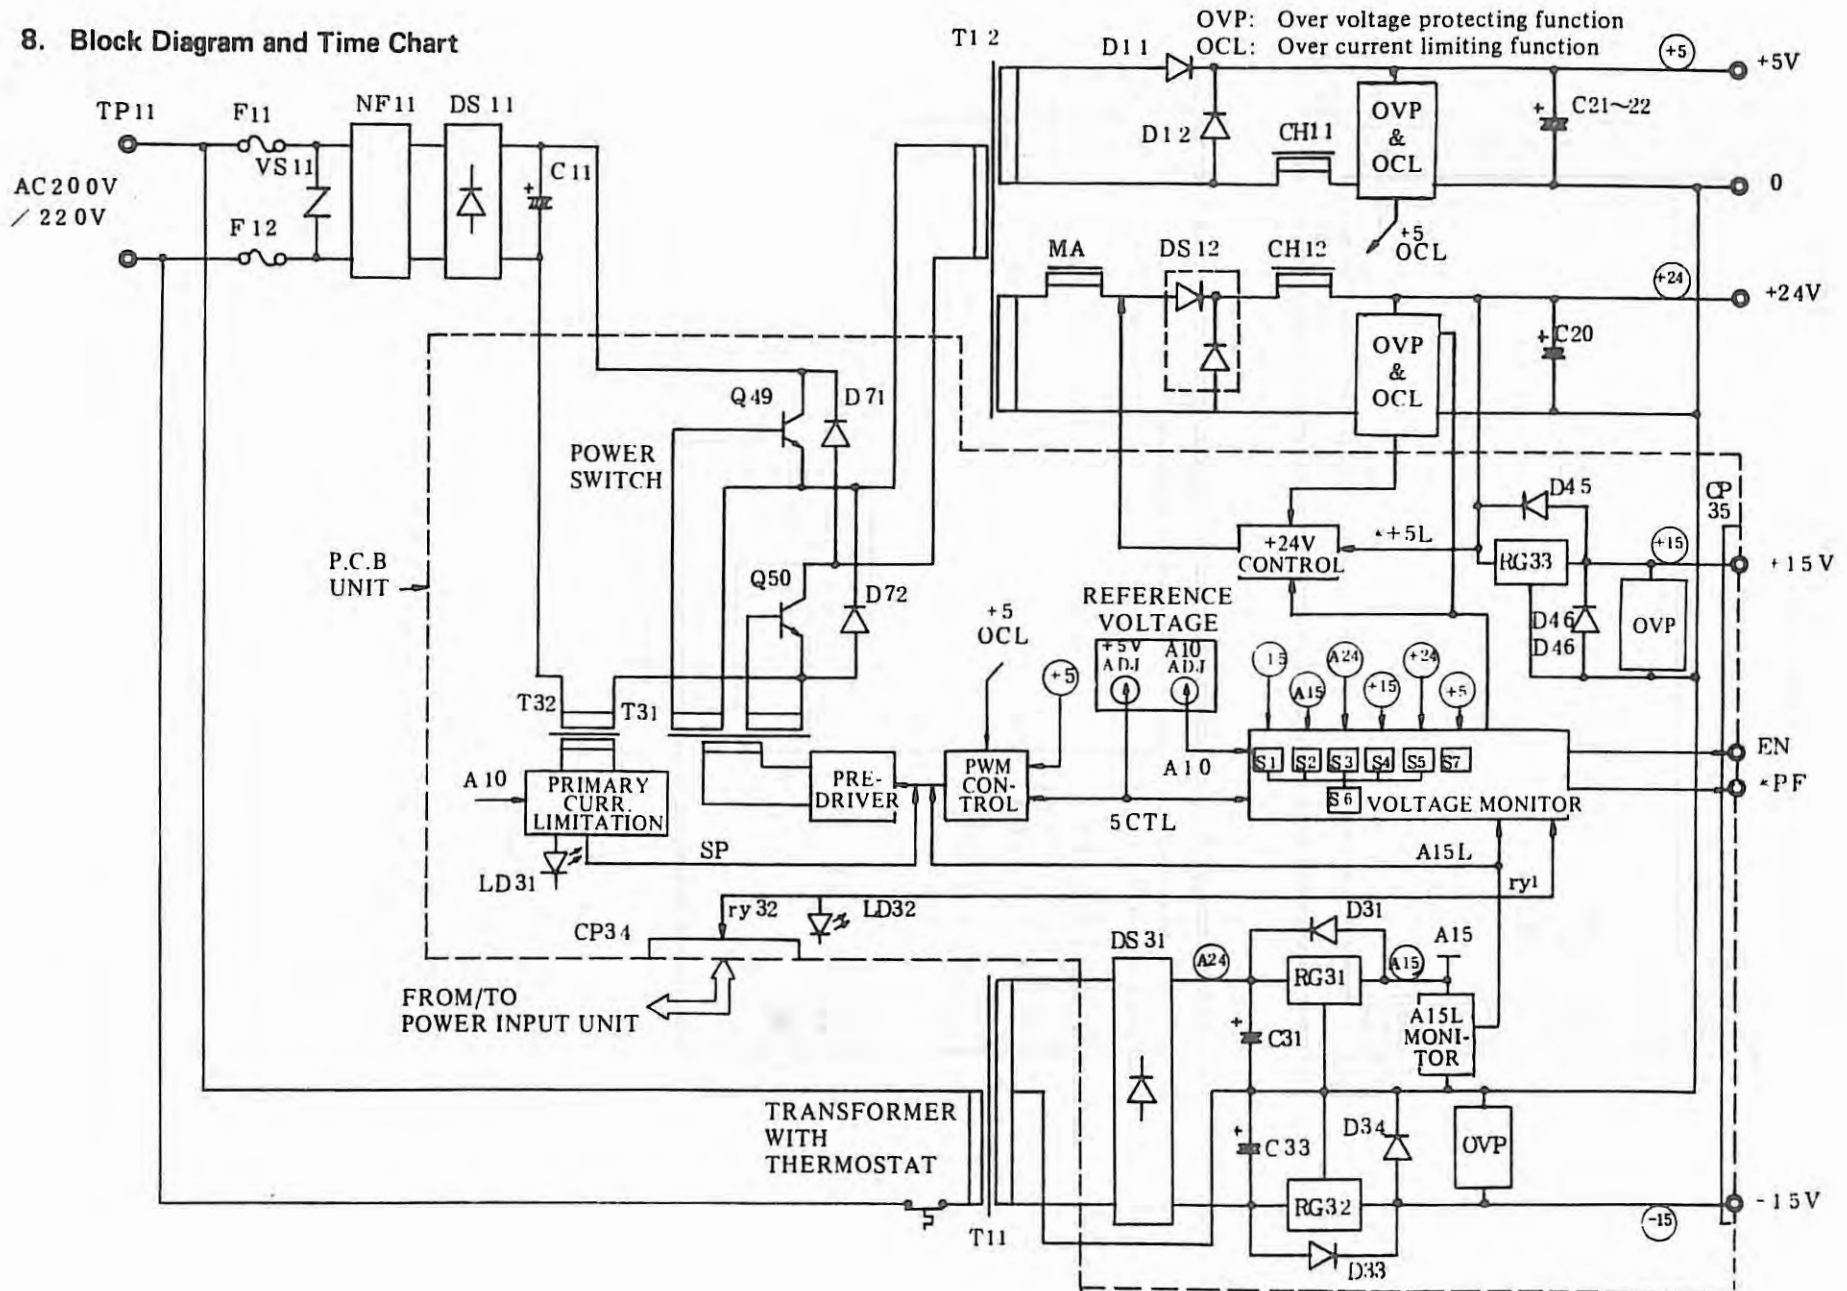 8. Block Diagram and Time Chart
OVP: Over voltage protecting function
OCL: Over current limiting function
TP11
F11
NF11
DS11
VS11
C11
AC200V
/ 220V
F12
T12
D11
D12
CH11
OVP
&
OCL
C21~22
+
+5
+5V
0
+5
OCL
MA
DS12
CH12
+24
+24V
OVP
&
OCL
+
C20
Q49
D71
POWER
SWITCH
P.C.B
UNIT
Q50
D72
+24V
CONTROL
*+5L
D45
CP
35
RG33
+15
+15V
D46
D46
OVP
+5
OCL
+5
REFERENCE
VOLTAGE
+5V
ADJ
A10
ADJ
15
A15
A24
+15
+24
+5
T32
T31
A10
PRIMARY
CURR.
LIMITATION
PRE-
DRIVER
PWM
CON-
TROL
A10
5CTL
S1
S2
S3
S4
S5
S7
S6
VOLTAGE MONITOR
EN
*PF
LD31
SP
A15L
ry1
ry32
LD32
CP34
FROM/TO
POWER INPUT UNIT
DS31
A24
D31
RG31
A15
A15
A15L
MONI-
TOR
+
C31
TRANSFORMER
WITH
THERMOSTAT
T11
+
C33
D34
OVP
RG32
D33
-15
-15V